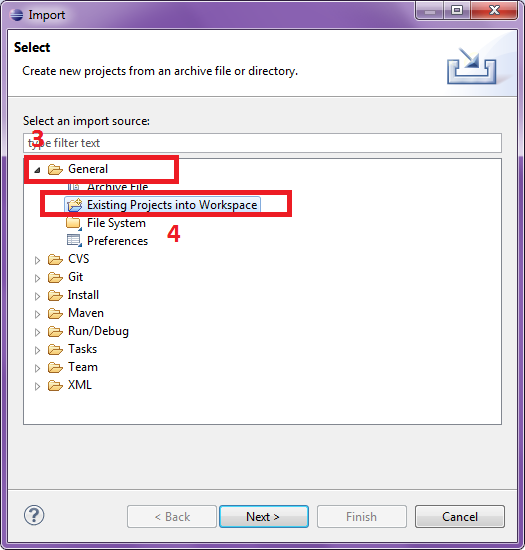 Import
Select
Create new projects from an archive file or directory.
Select an import source:
type filter text
3
General
Archive File
Existing Projects into Workspace
File System
4
Preferences
CVS
Git
Install
Maven
Run/Debug
Tasks
Team
XML
?
< Back
Next >
Finish
Cancel